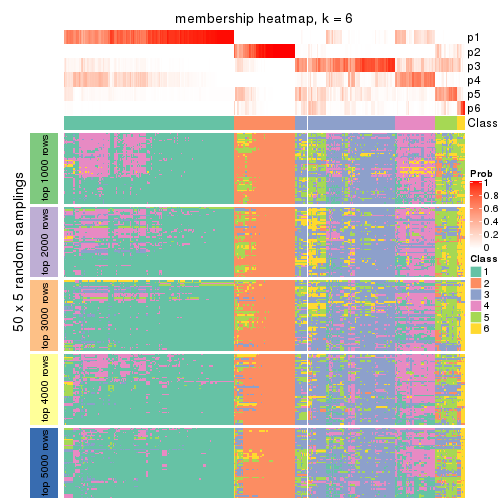 membership heatmap, k = 6
p1
p2
p3
p4
p5
p6
Class
50 x 5 random samplings
top 1000 rows
top 2000 rows
top 3000 rows
top 4000 rows
top 5000 rows
Prob
1
0.8
0.6
0.4
0.2
0
Class
1
2
3
4
5
6